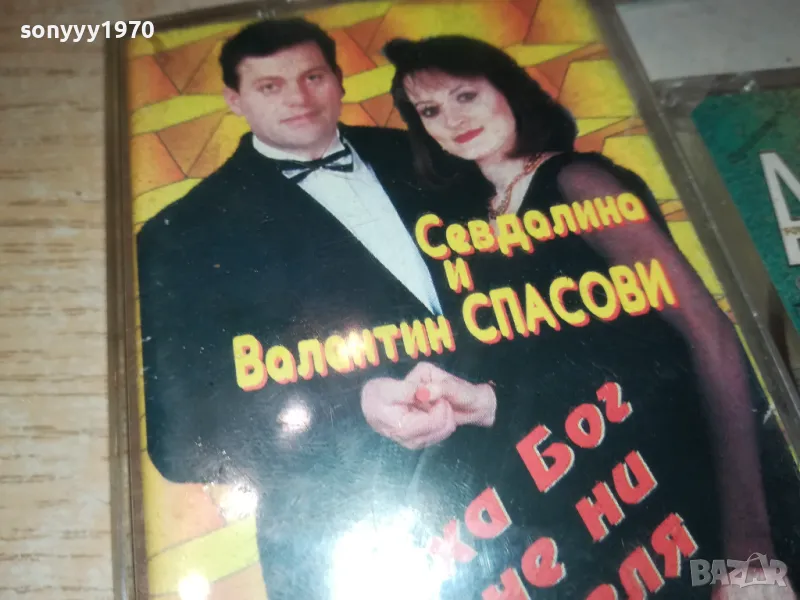 sonyyy1970
Севдалина
и
Валентин СПАСОВИ
Бог
не ни
BAZAR